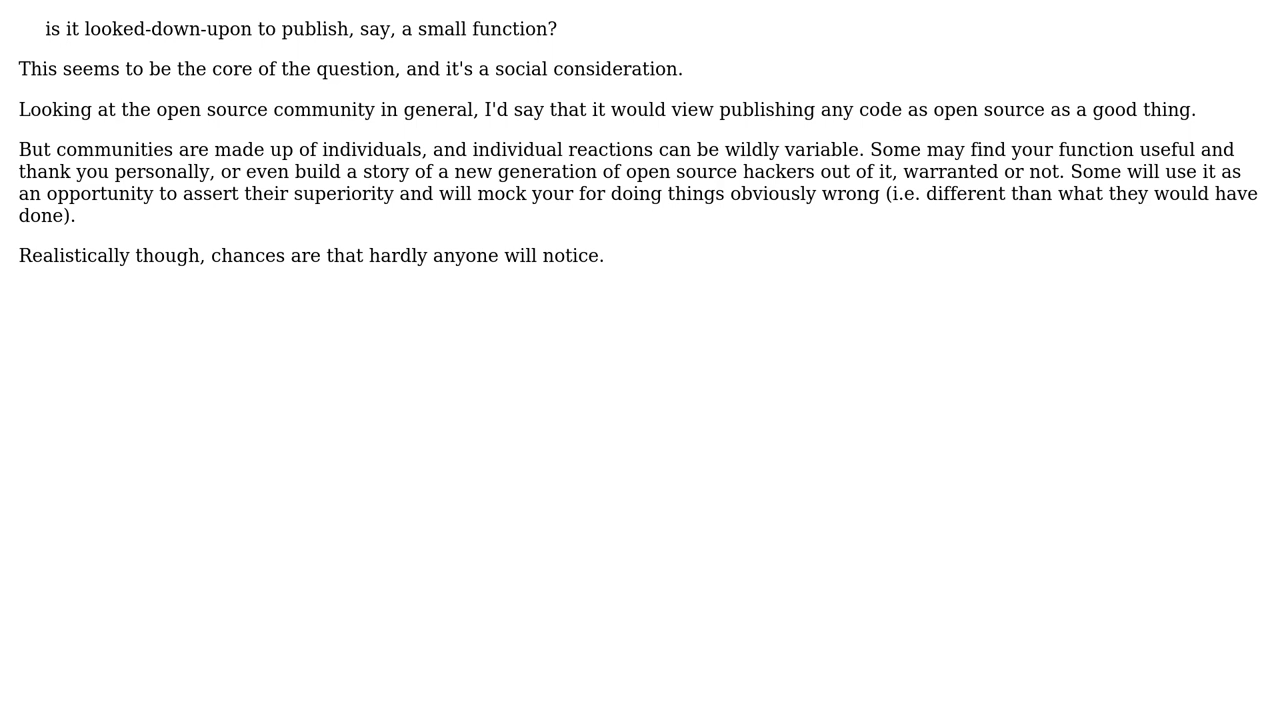 is it looked-down-upon to publish, say, a small function?
This seems to be the core of the question, and it's a social consideration.
Looking at the open source community in general, I'd say that it would view publishing any code as open source as a good thing.
But communities are made up of individuals, and individual reactions can be wildly variable. Some may find your function useful and
thank you personally, or even build a story of a new generation of open source hackers out of it, warranted or not. Some will use it as
an opportunity to assert their superiority and will mock your for doing things obviously wrong (i.e. different than what they would have
done).
Realistically though, chances are that hardly anyone will notice.